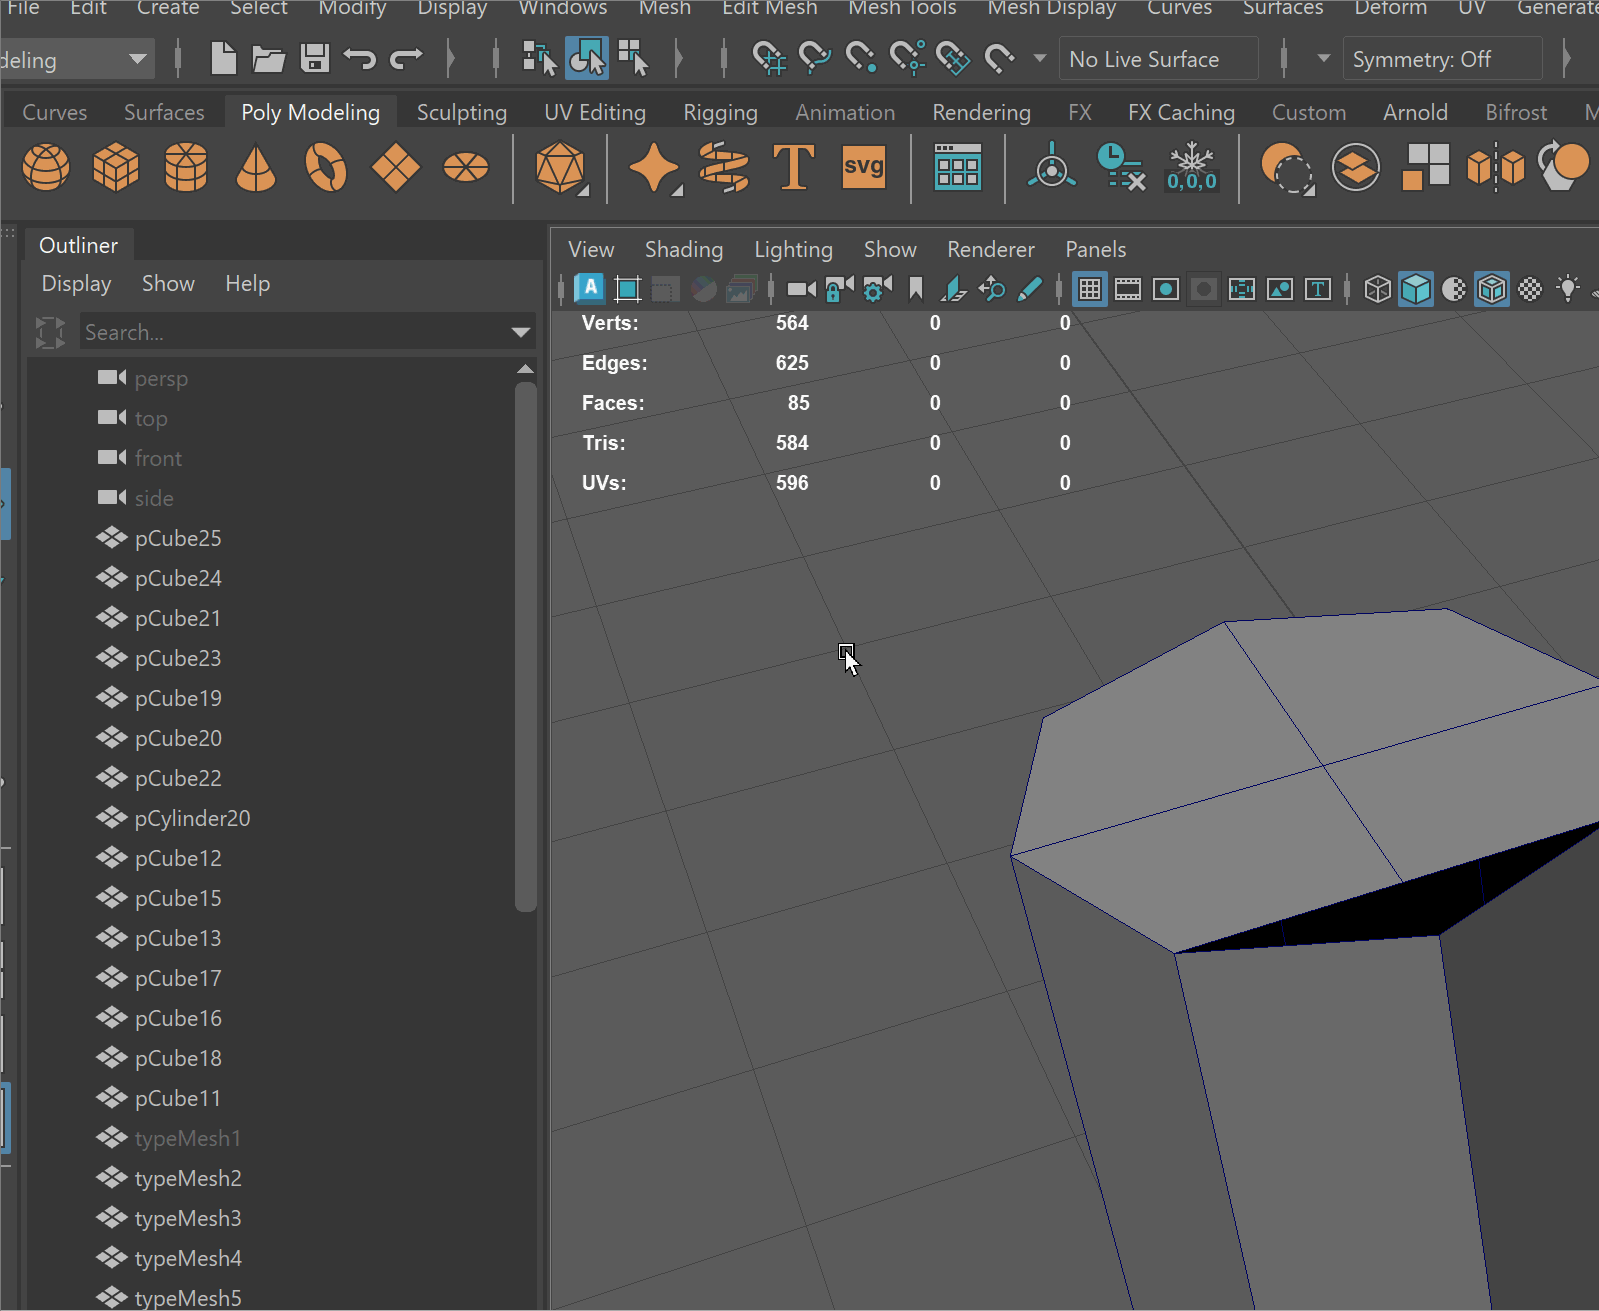 File Edit Create Select Modify Display Windows Mesh Edit Mesh Mesh Tools Mesh Display Curves Surfaces Deform UV Generate
deling No Live Surface Symmetry: Off
Curves Surfaces Poly Modeling Sculpting UV Editing Rigging Animation Rendering FX FX Caching Custom Arnold Bifrost M
T svg 0,0,0
Outliner
Display Show Help
Search...
persp
top
front
side
pCube25
pCube24
pCube21
pCube23
pCube19
pCube20
pCube22
pCylinder20
pCube12
pCube15
pCube13
pCube17
pCube16
pCube18
pCube11
typeMesh1
typeMesh2
typeMesh3
typeMesh4
typeMesh5
View Shading Lighting Show Renderer Panels
A T
Verts: 564 0 0
Edges: 625 0 0
Faces: 85 0 0
Tris: 584 0 0
UVs: 596 0 0